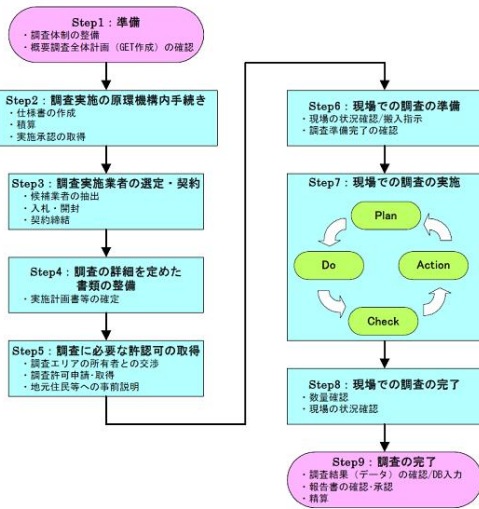 Step1：準備
・調査体制の整備
・概要調査全体計画（GET作成）の確認
Step2：調査実施の原環機構内手続き
・仕様書の作成
・積算
・実施承認の取得
Step3：調査実施業者の選定・契約
・候補業者の抽出
・入札・開封
・契約締結
Step4：調査の詳細を定めた
書類の整備
・実施計画書等の確定
Step5：調査に必要な許認可の取得
・調査エリアの所有者との交渉
・調査許可申請・取得
・地元住民等への事前説明
Step6：現場での調査の準備
・現場の状況確認/搬入指示
・調査準備完了の確認
Step7：現場での調査の実施
Plan
Do
Action
Check
Step8：現場での調査の完了
・数量確認
・現場の状況確認
Step9：調査の完了
・調査結果（データ）の確認/DB入力
・報告書の確認・承認
・精算